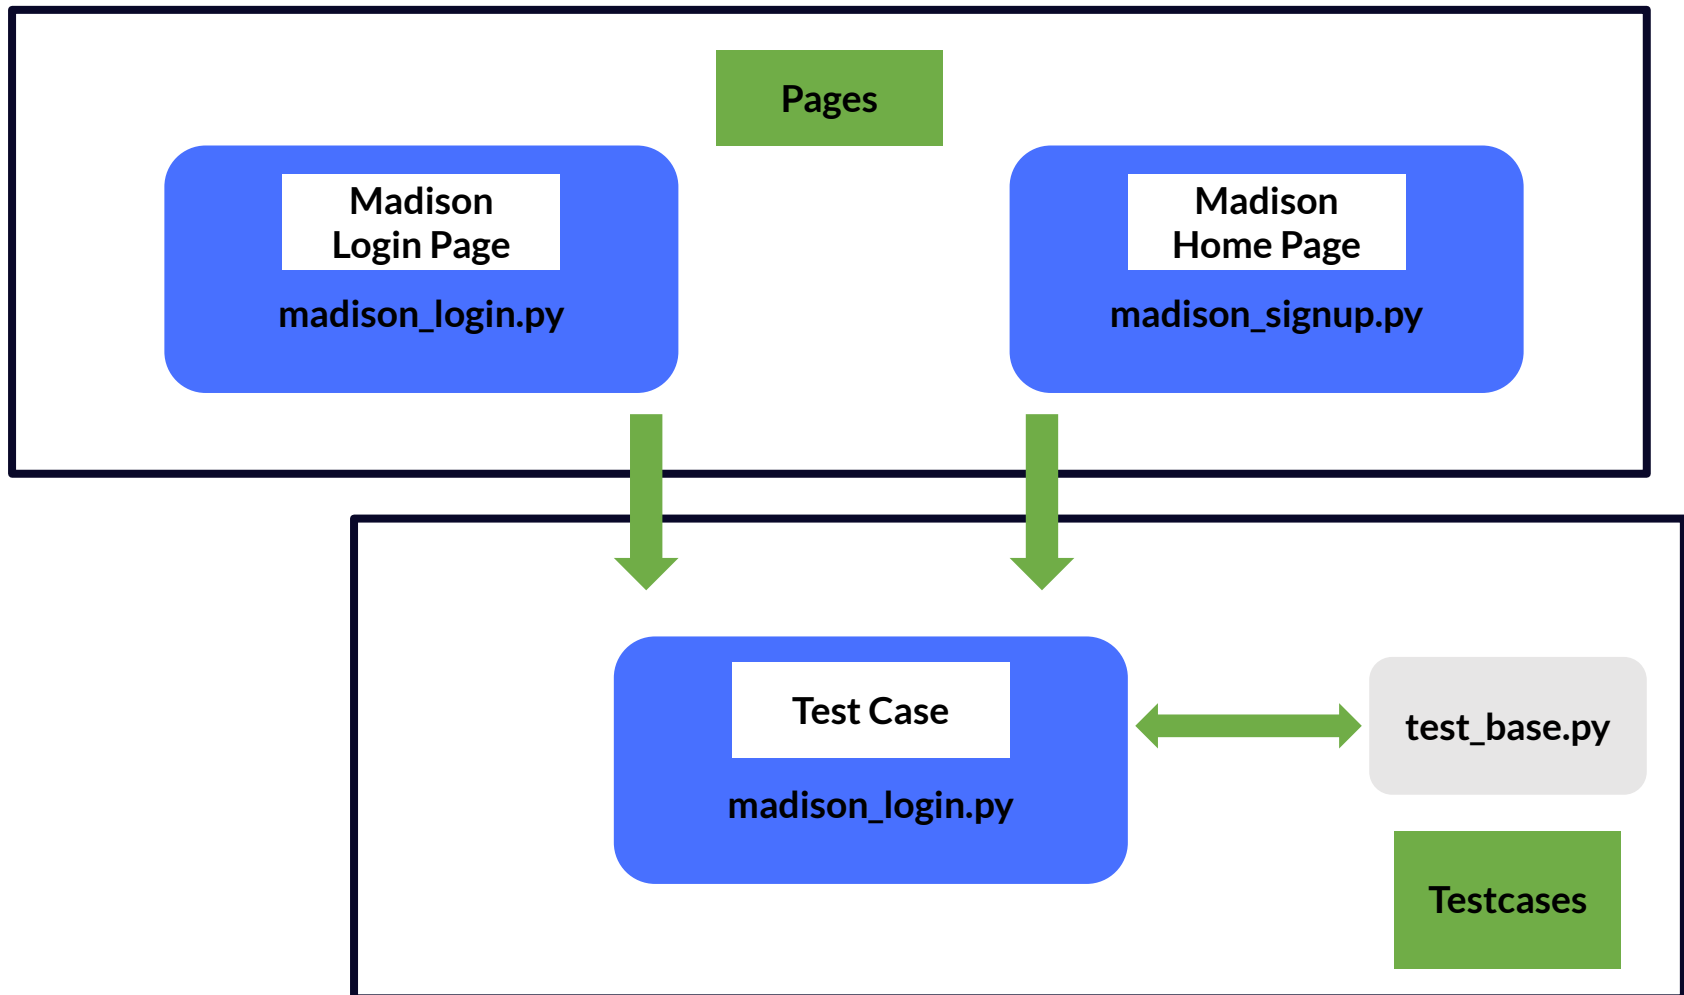 Pages
Madison
Login Page
madison_login.py
Madison
Home Page
madison_signup.py
Test Case
madison_login.py
test_base.py
Testcases